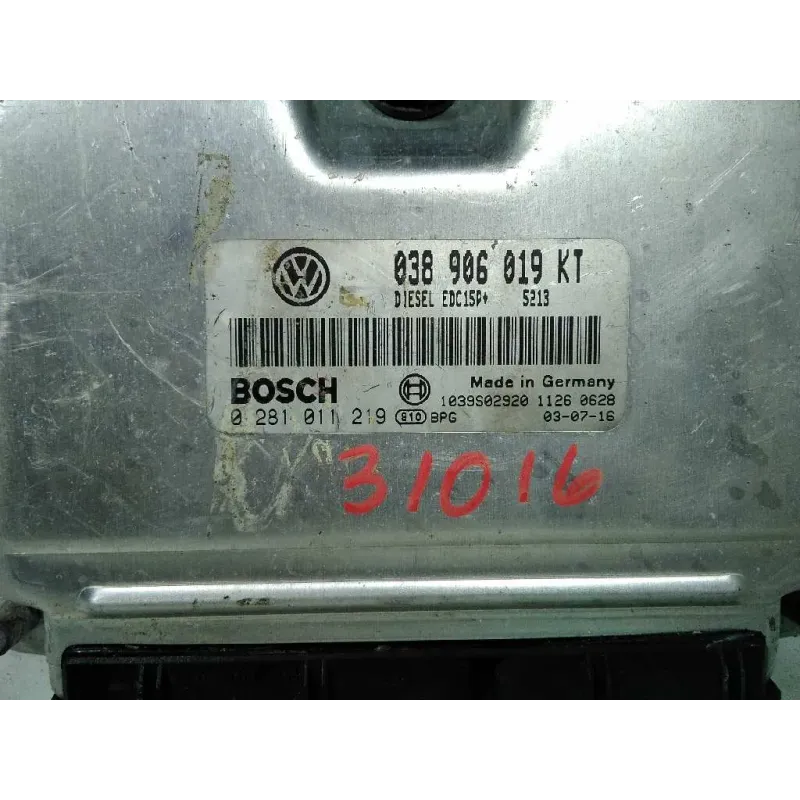 038 906 019 KT
DIESEL EDC15P+ 5213
BOSCH
Made in Germany
1039S02920 1126 0628
0 281 011 219 810 BPG 03-07-16
31016